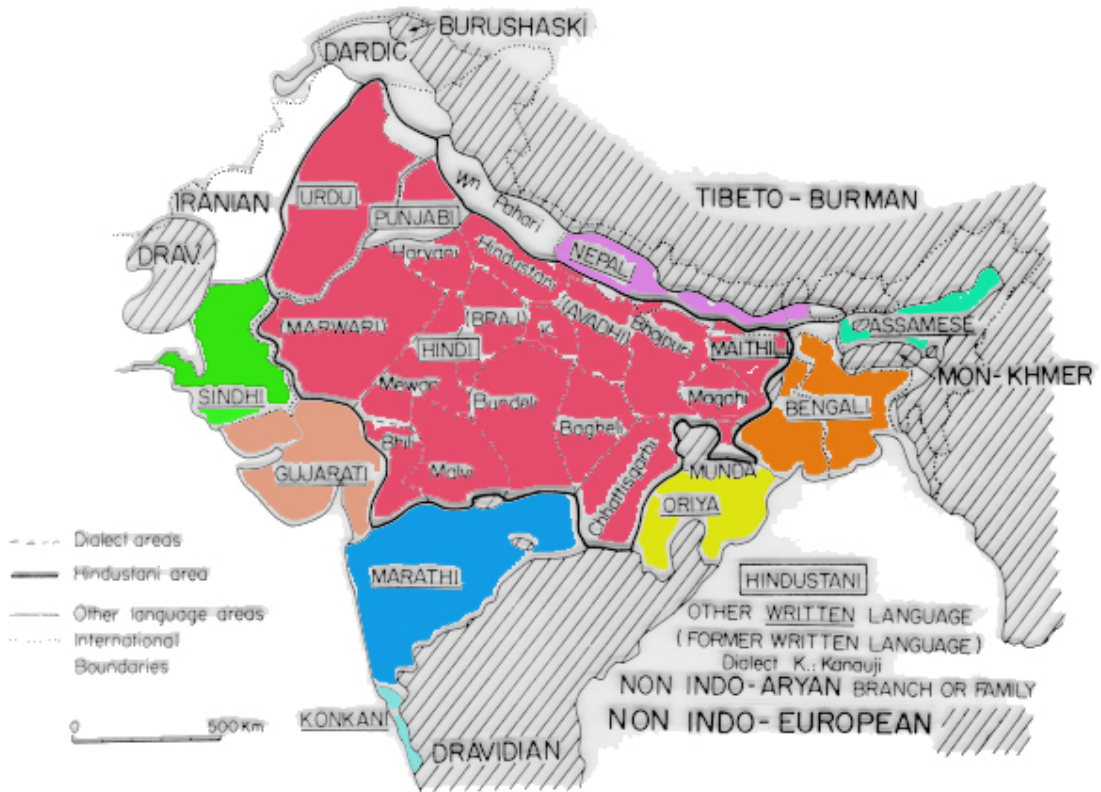 BURUSHASKI
DARDIC
IRANIAN
URDU
PUNJABI
Wn Pahari
TIBETO-BURMAN
DRAV.
Haryani
Hindustani
NEPALI
(MARWARI)
(BRAJ)
K.
(AVADHI)
Bhojpuri
HINDI
MAITHILI
ASSAMESE
MON-KHMER
SINDHI
Mewari
Bundeli
Magahi
BENGALI
Bagheli
Bhili
Malvi
GUJARATI
Chhattisgarhi
MUNDA
ORIYA
MARATHI
KONKANI
DRAVIDIAN
Dialect areas
Hindustani area
Other language areas
International
Boundaries
0 500 Km
HINDUSTANI
OTHER WRITTEN LANGUAGE
(FORMER WRITTEN LANGUAGE)
Dialect K.: Kanauji
NON INDO-ARYAN BRANCH OR FAMILY
NON INDO-EUROPEAN